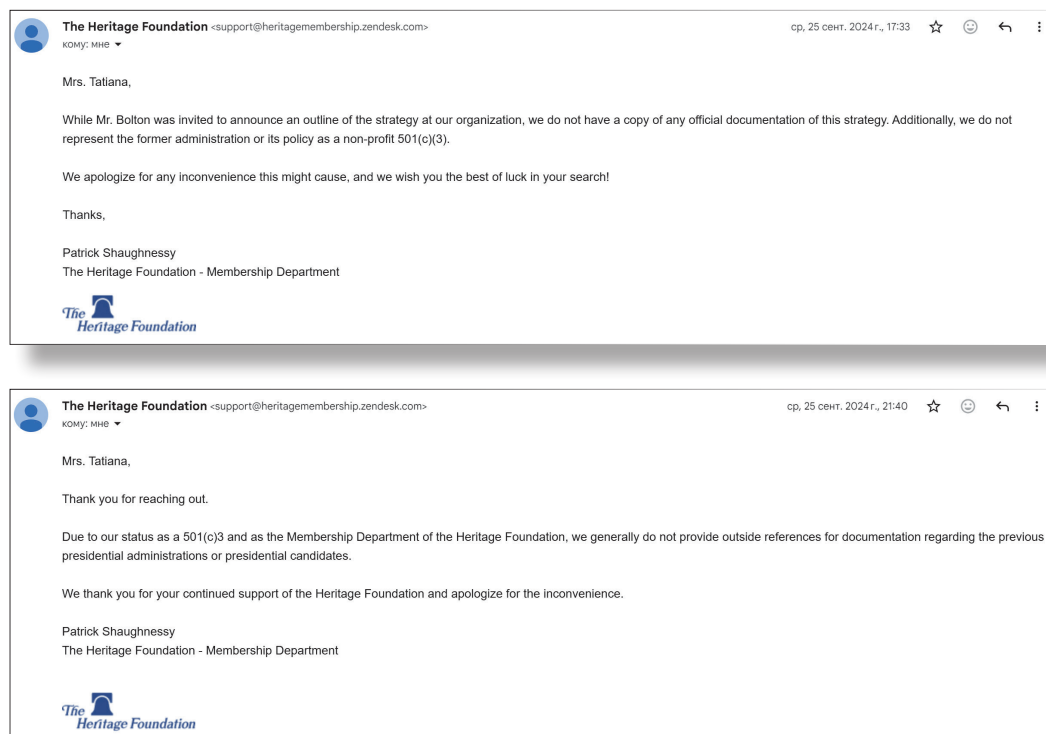 The Heritage Foundation <support@heritagemembership.zendesk.com> ср, 25 сент. 2024 г., 17:33
кому: мне
Mrs. Tatiana,
While Mr. Bolton was invited to announce an outline of the strategy at our organization, we do not have a copy of any official documentation of this strategy. Additionally, we do not
represent the former administration or its policy as a non-profit 501(c)(3).
We apologize for any inconvenience this might cause, and we wish you the best of luck in your search!
Thanks,
Patrick Shaughnessy
The Heritage Foundation - Membership Department
The
Heritage Foundation
The Heritage Foundation <support@heritagemembership.zendesk.com> ср, 25 сент. 2024 г., 21:40
кому: мне
Mrs. Tatiana,
Thank you for reaching out.
Due to our status as a 501(c)3 and as the Membership Department of the Heritage Foundation, we generally do not provide outside references for documentation regarding the previous
presidential administrations or presidential candidates.
We thank you for your continued support of the Heritage Foundation and apologize for the inconvenience.
Patrick Shaughnessy
The Heritage Foundation - Membership Department
The
Heritage Foundation